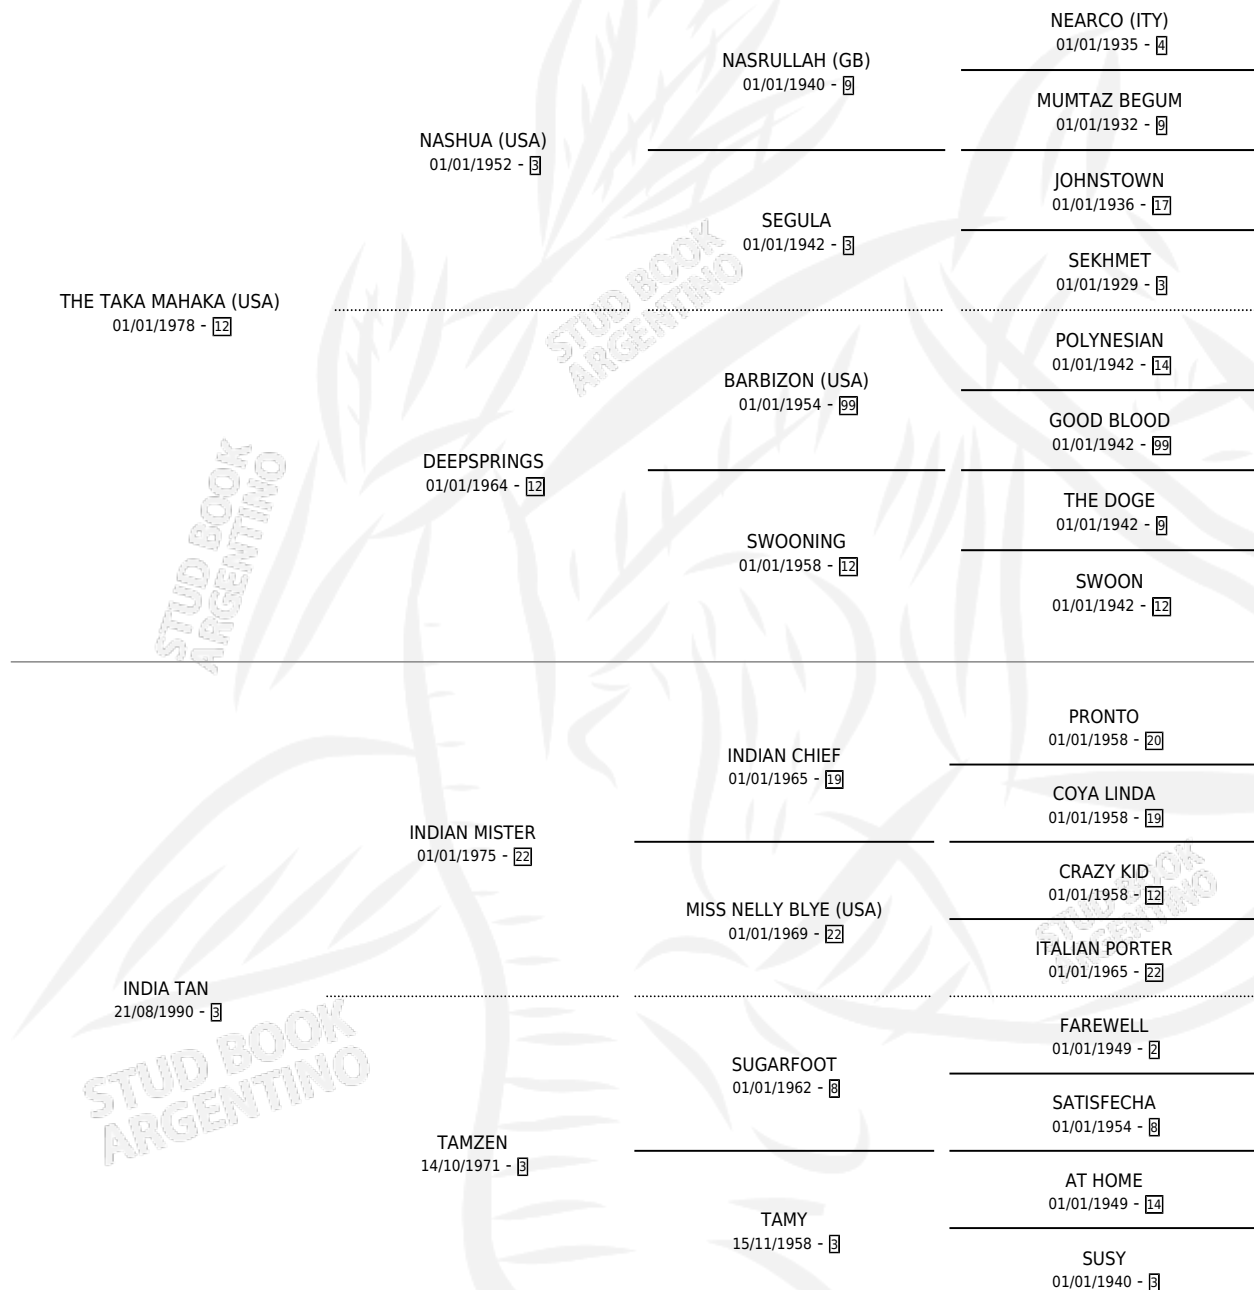 NEARCO (ITY)
01/01/1935 - 4
NASRULLAH (GB)
01/01/1940 - 9
MUMTAZ BEGUM
01/01/1932 - 9
NASHUA (USA)
01/01/1952 - 3
JOHNSTOWN
01/01/1936 - 17
SEGULA
01/01/1942 - 3
SEKHMET
01/01/1929 - 3
THE TAKA MAHAKA (USA)
01/01/1978 - 12
POLYNESIAN
01/01/1942 - 14
BARBIZON (USA)
01/01/1954 - 99
GOOD BLOOD
01/01/1942 - 99
DEEPSPRINGS
01/01/1964 - 12
THE DOGE
01/01/1942 - 9
SWOONING
01/01/1958 - 12
SWOON
01/01/1942 - 12
PRONTO
01/01/1958 - 20
INDIAN CHIEF
01/01/1965 - 19
COYA LINDA
01/01/1958 - 19
INDIAN MISTER
01/01/1975 - 22
CRAZY KID
01/01/1958 - 12
MISS NELLY BLYE (USA)
01/01/1969 - 22
ITALIAN PORTER
01/01/1965 - 22
INDIA TAN
21/08/1990 - 3
FAREWELL
01/01/1949 - 2
SUGARFOOT
01/01/1962 - 8
SATISFECHA
01/01/1954 - 8
TAMZEN
14/10/1971 - 3
AT HOME
01/01/1949 - 14
TAMY
15/11/1958 - 3
SUSY
01/01/1940 - 3
STUD BOOK
ARGENTINO
STUD BOOK
ARGENTINO
STUD BOOK
ARGENTINO
STUD BOOK
ARGENTINO